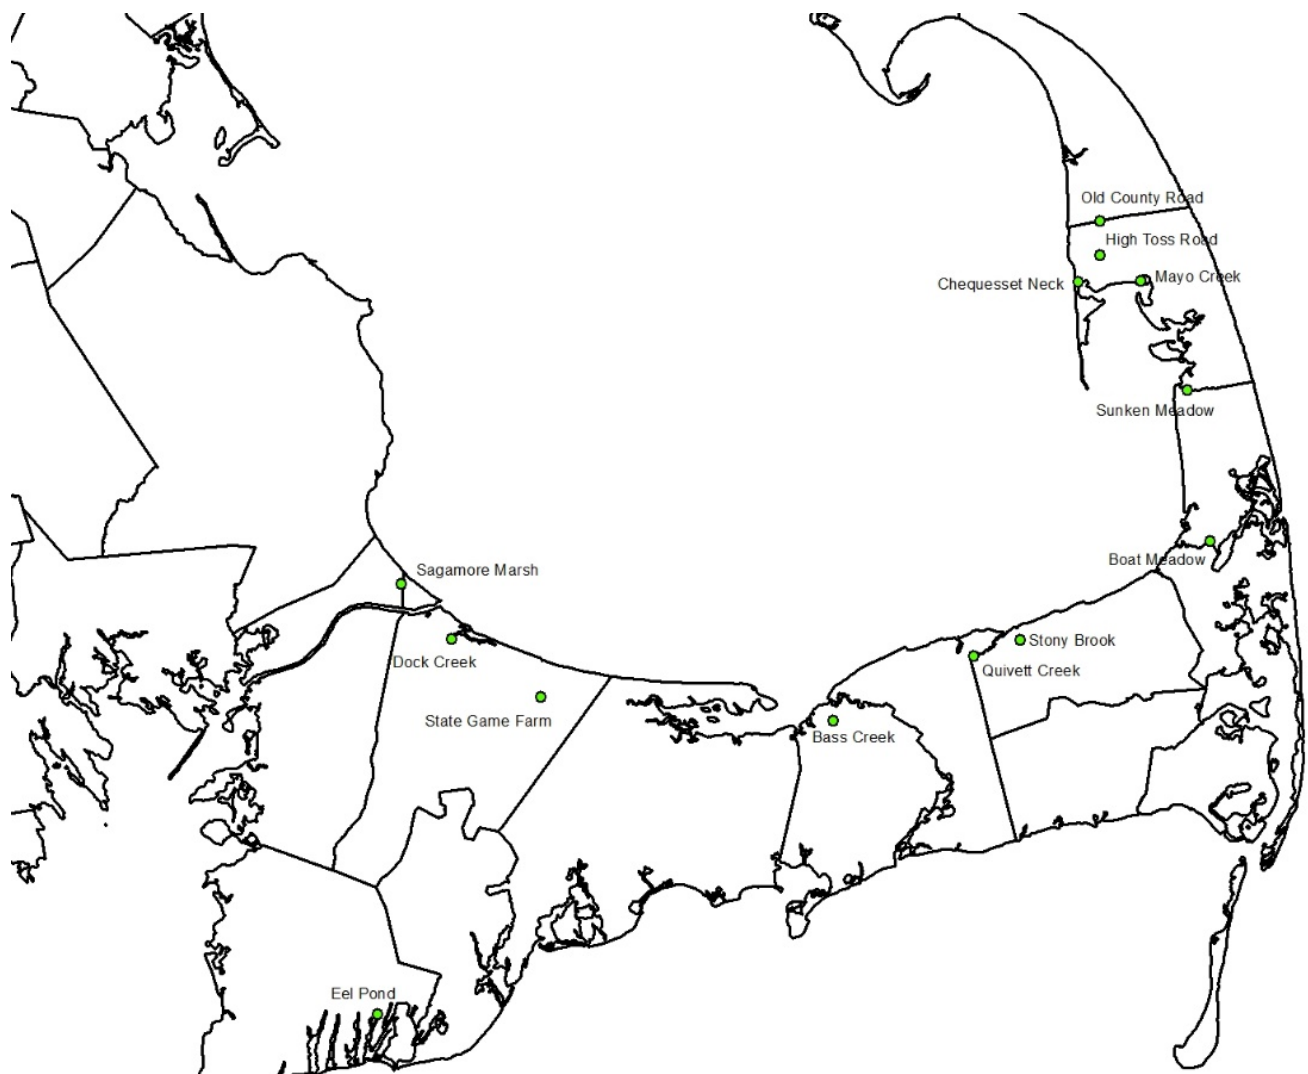 Old County Road
High Toss Road
Mayo Creek
Chequesset Neck
Sunken Meadow
Boat Meadow
Sagamore Marsh
Stony Brook
Dock Creek
Quivett Creek
State Game Farm
Bass Creek
Eel Pond